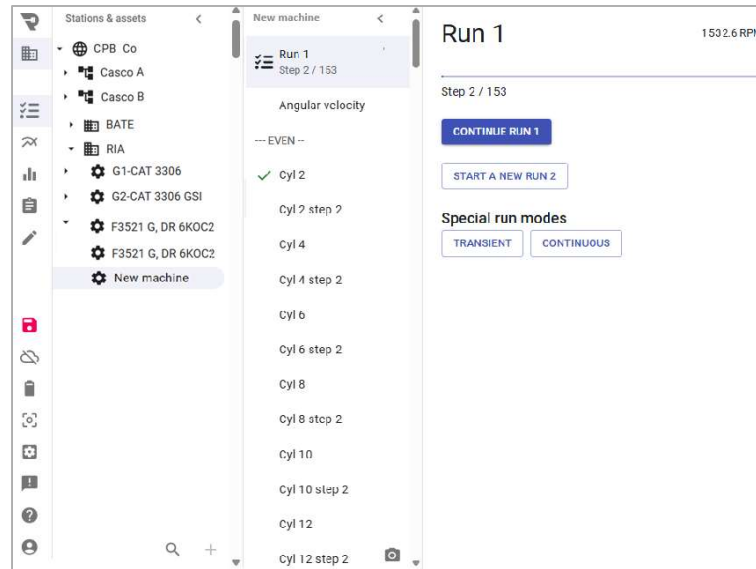 Stations & assets
CPB Co
Casco A
Casco B
BATE
RIA
G1-CAT 3306
G2-CAT 3306 GSI
F3521 G, DR 6KOC2
F3521 G, DR 6KOC2
New machine
New machine
Run 1
Step 2 / 153
Angular velocity
--- EVEN --
Cyl 2
Cyl 2 step 2
Cyl 4
Cyl 4 step 2
Cyl 6
Cyl 6 step 2
Cyl 8
Cyl 8 step 2
Cyl 10
Cyl 10 step 2
Cyl 12
Cyl 12 step 2
Run 1
1532.6 RPM
Step 2 / 153
CONTINUE RUN 1
START A NEW RUN 2
Special run modes
TRANSIENT
CONTINUOUS